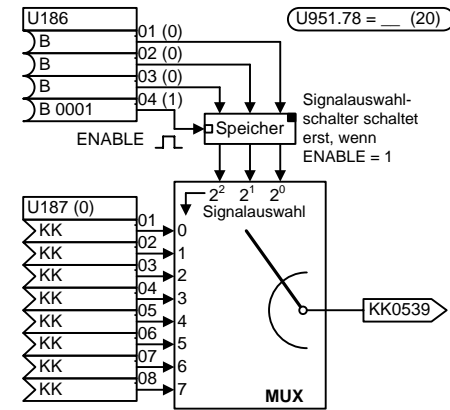 U186
U951.78 = __ (20)
B 01 (0)
B 02 (0)
B 03 (0)
B 0001 04 (1)
ENABLE
Speicher
Signalauswahl-
schalter schaltet
erst, wenn
ENABLE = 1
2² 2¹ 2⁰
Signalauswahl
U187 (0)
KK 01 0
KK 02 1
KK 03 2
KK 04 3
KK 05 4
KK 06 5
KK 07 6
KK 08 7
KK0539
MUX